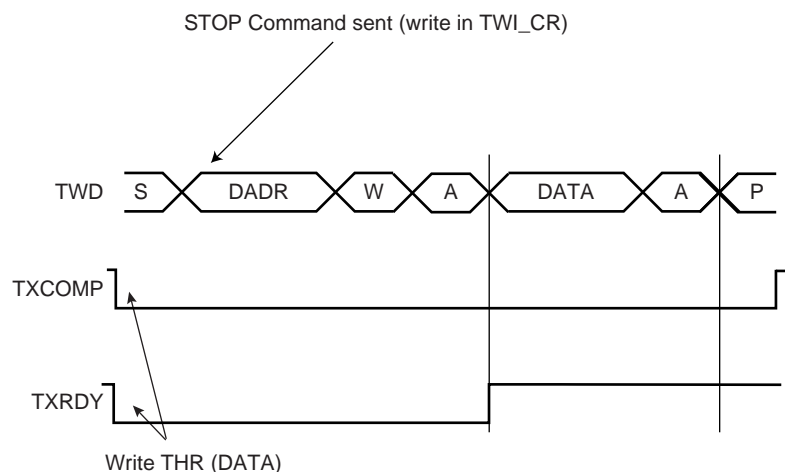 STOP Command sent (write in TWI_CR)
TWD S DADR W A DATA A P
TXCOMP
TXRDY
Write THR (DATA)